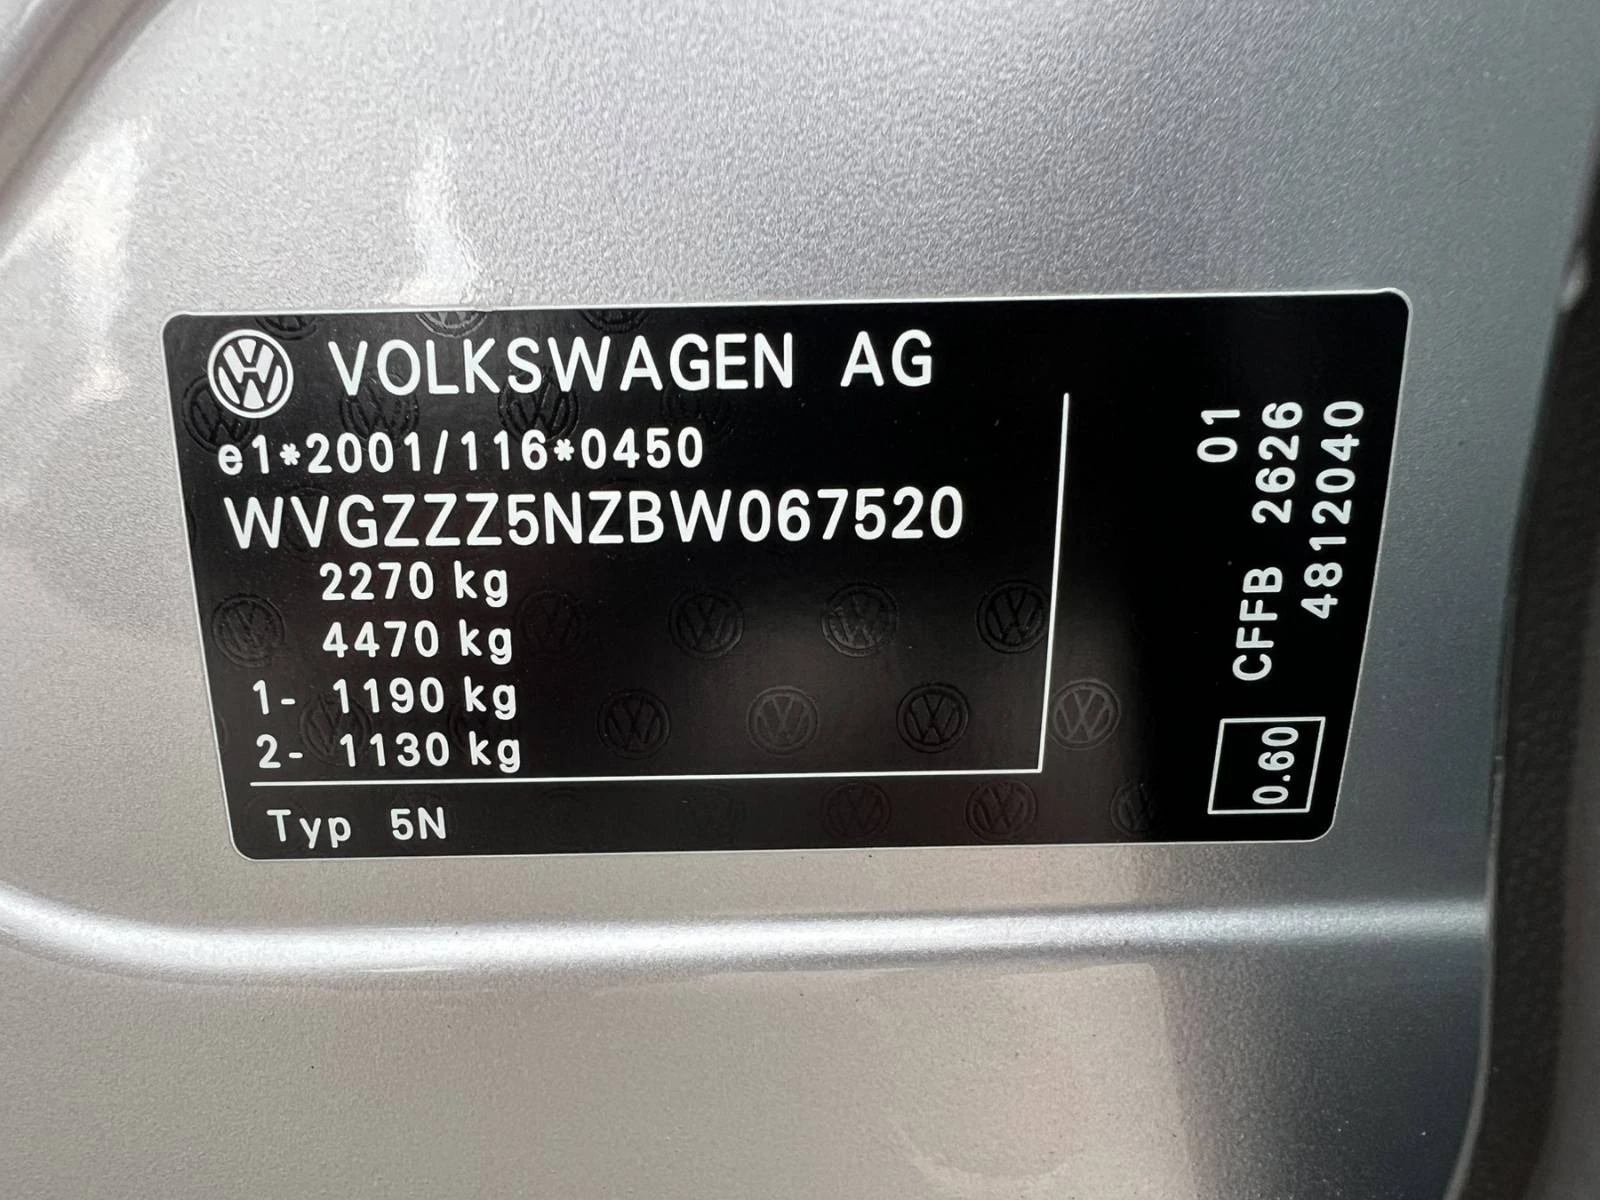 VOLKSWAGEN AG
e1*2001/116*0450
WVGZZZ5NZBW067520
2270 kg
4470 kg
1- 1190 kg
2- 1130 kg
Typ 5N
01
CFFB 2626
4812040
0.60